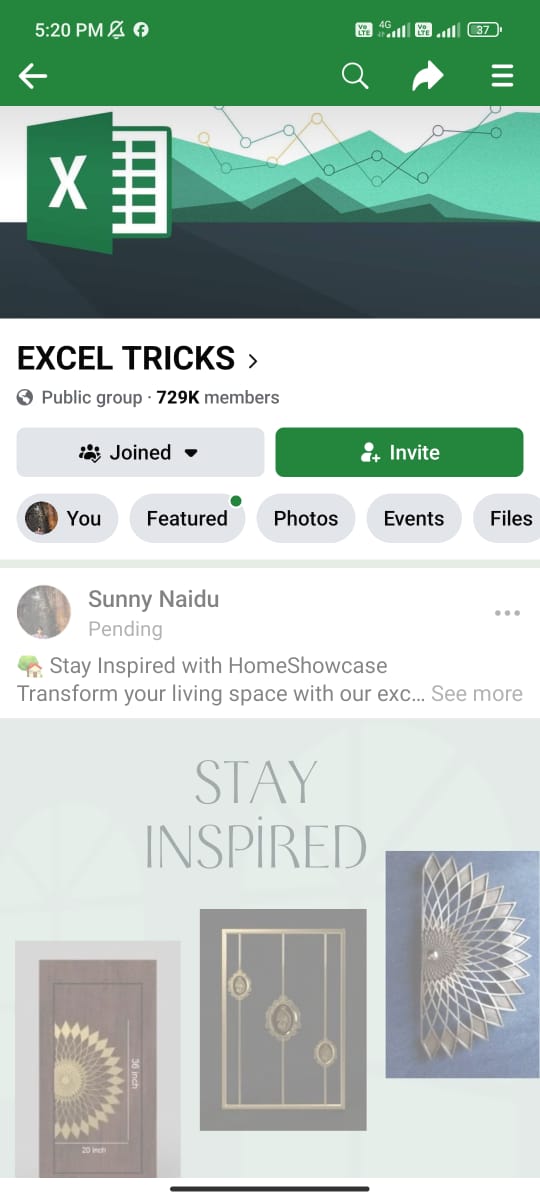 5:20 PM
Vo LTE 4G Vo LTE 37
X
EXCEL TRICKS
Public group · 729K members
Joined
Invite
You
Featured
Photos
Events
Files
Sunny Naidu
Pending
🏡 Stay Inspired with HomeShowcase
Transform your living space with our exc... See more
STAY
INSPİRED
36 inch
20 inch